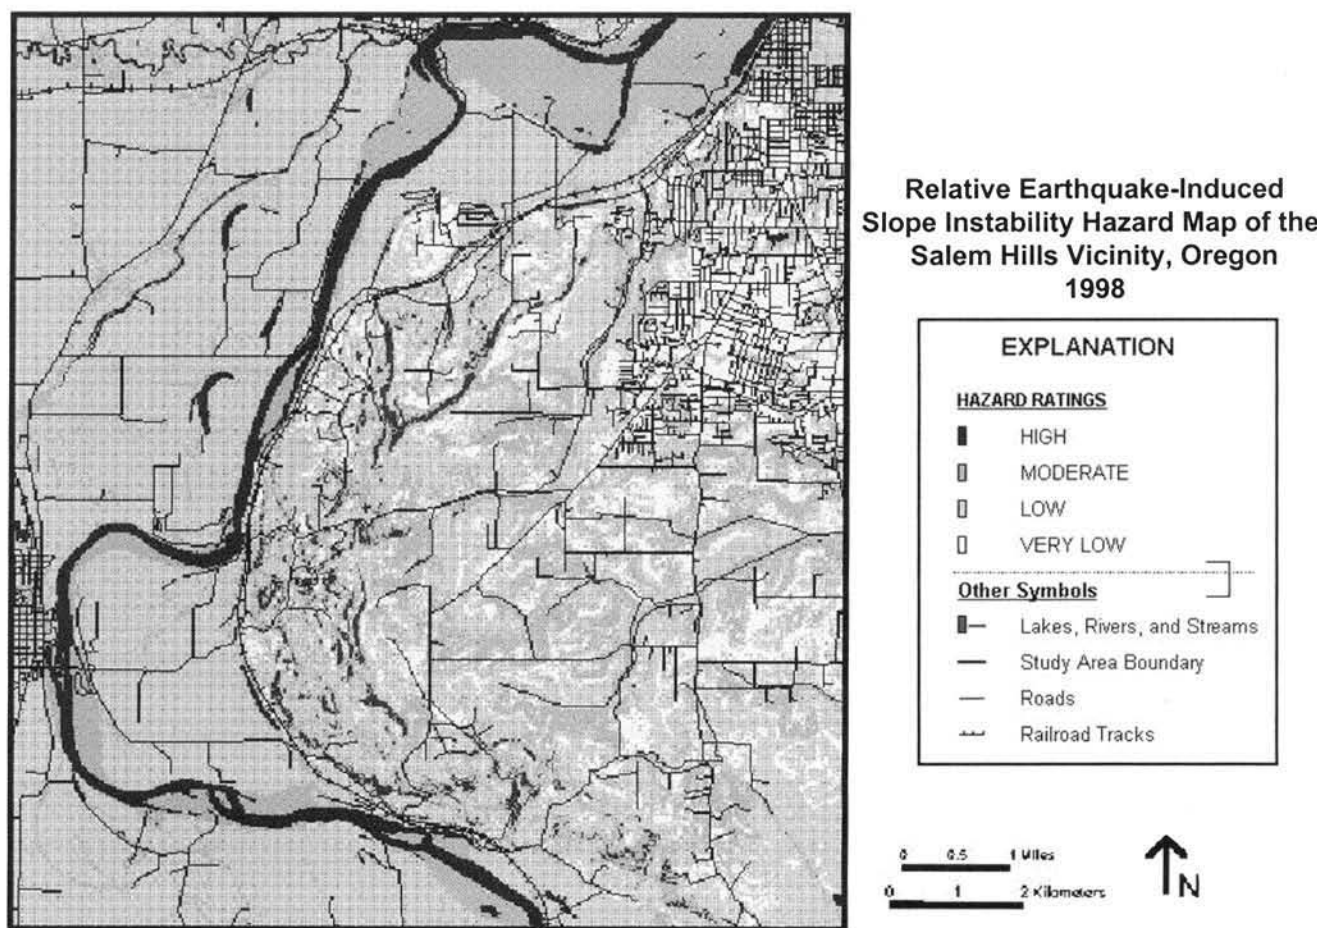 Relative Earthquake-Induced
Slope Instability Hazard Map of the
Salem Hills Vicinity, Oregon
1998
EXPLANATION
HAZARD RATINGS
HIGH
MODERATE
LOW
VERY LOW
Other Symbols
Lakes, Rivers, and Streams
Study Area Boundary
Roads
Railroad Tracks
0 0.5 1 Miles
0 1 2 Kilometers
N